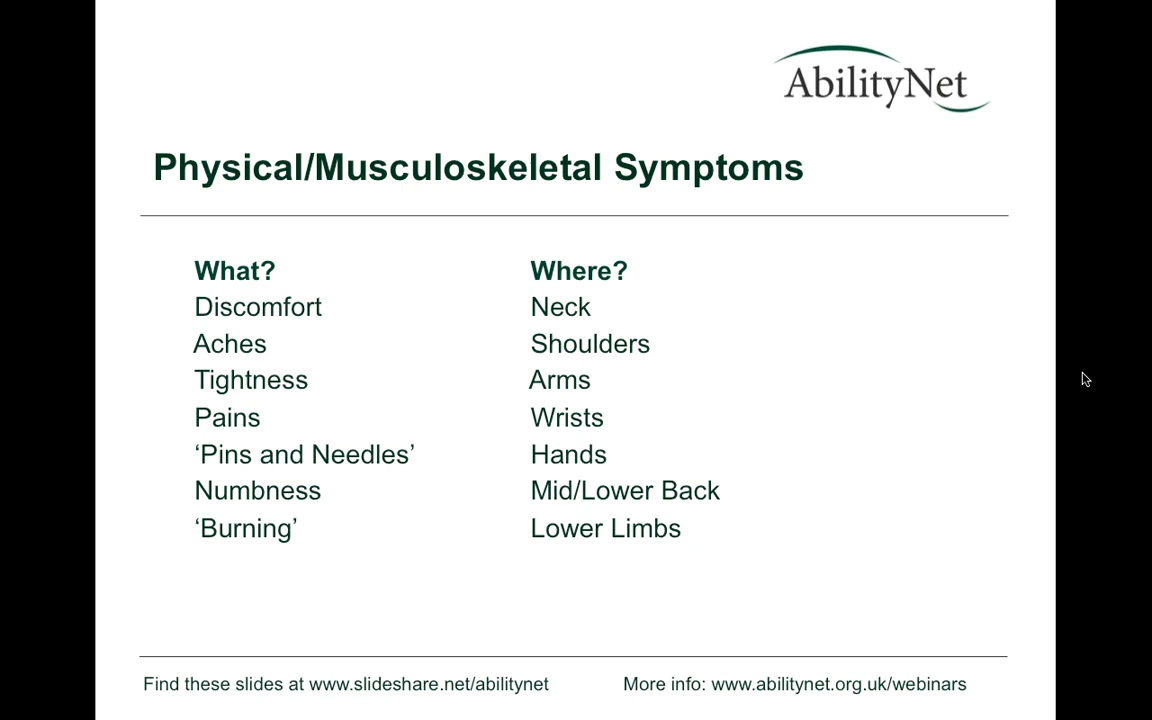 AbilityNet
Physical/Musculoskeletal Symptoms
What? Where?
Discomfort Neck
Aches Shoulders
Tightness Arms
Pains Wrists
‘Pins and Needles’ Hands
Numbness Mid/Lower Back
‘Burning’ Lower Limbs
Find these slides at www.slideshare.net/abilitynet More info: www.abilitynet.org.uk/webinars